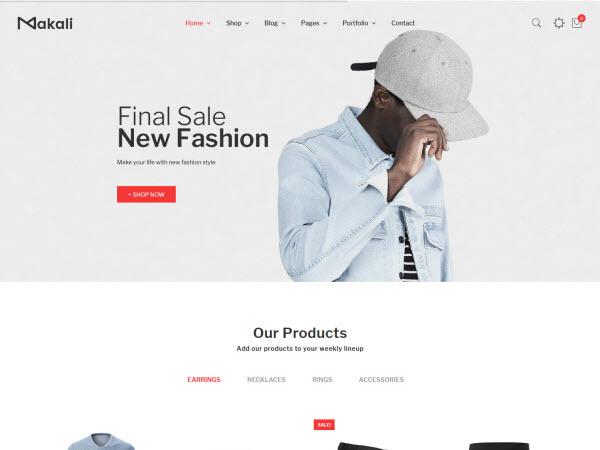 Makali
Home Shop Blog Pages Portfolio Contact
0
Final Sale
New Fashion
Make your life with new fashion style
+ SHOP NOW
Our Products
Add our products to your weekly lineup
EARRINGS NECKLACES RINGS ACCESSORIES
SALE!